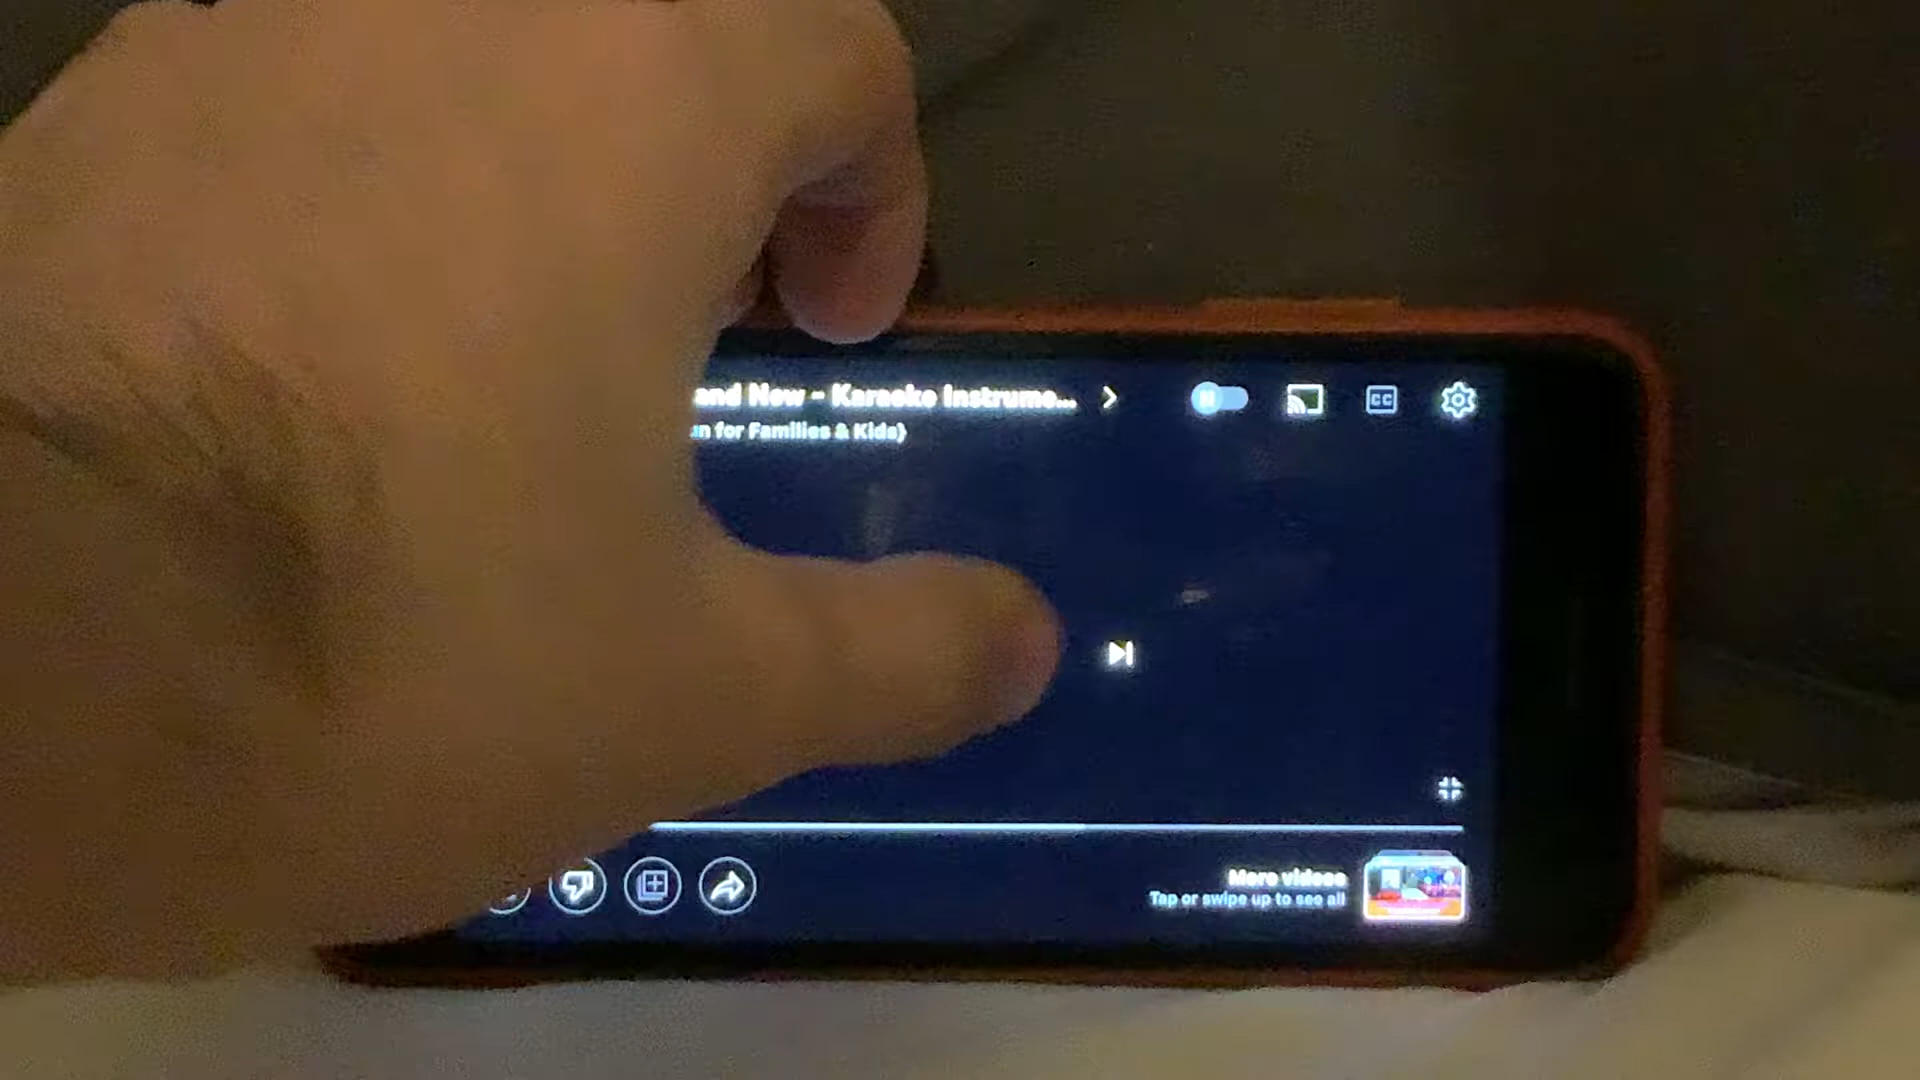 and New - Karaoke Instrume...
n for Families & Kids)
CC
More videos
Tap or swipe up to see all